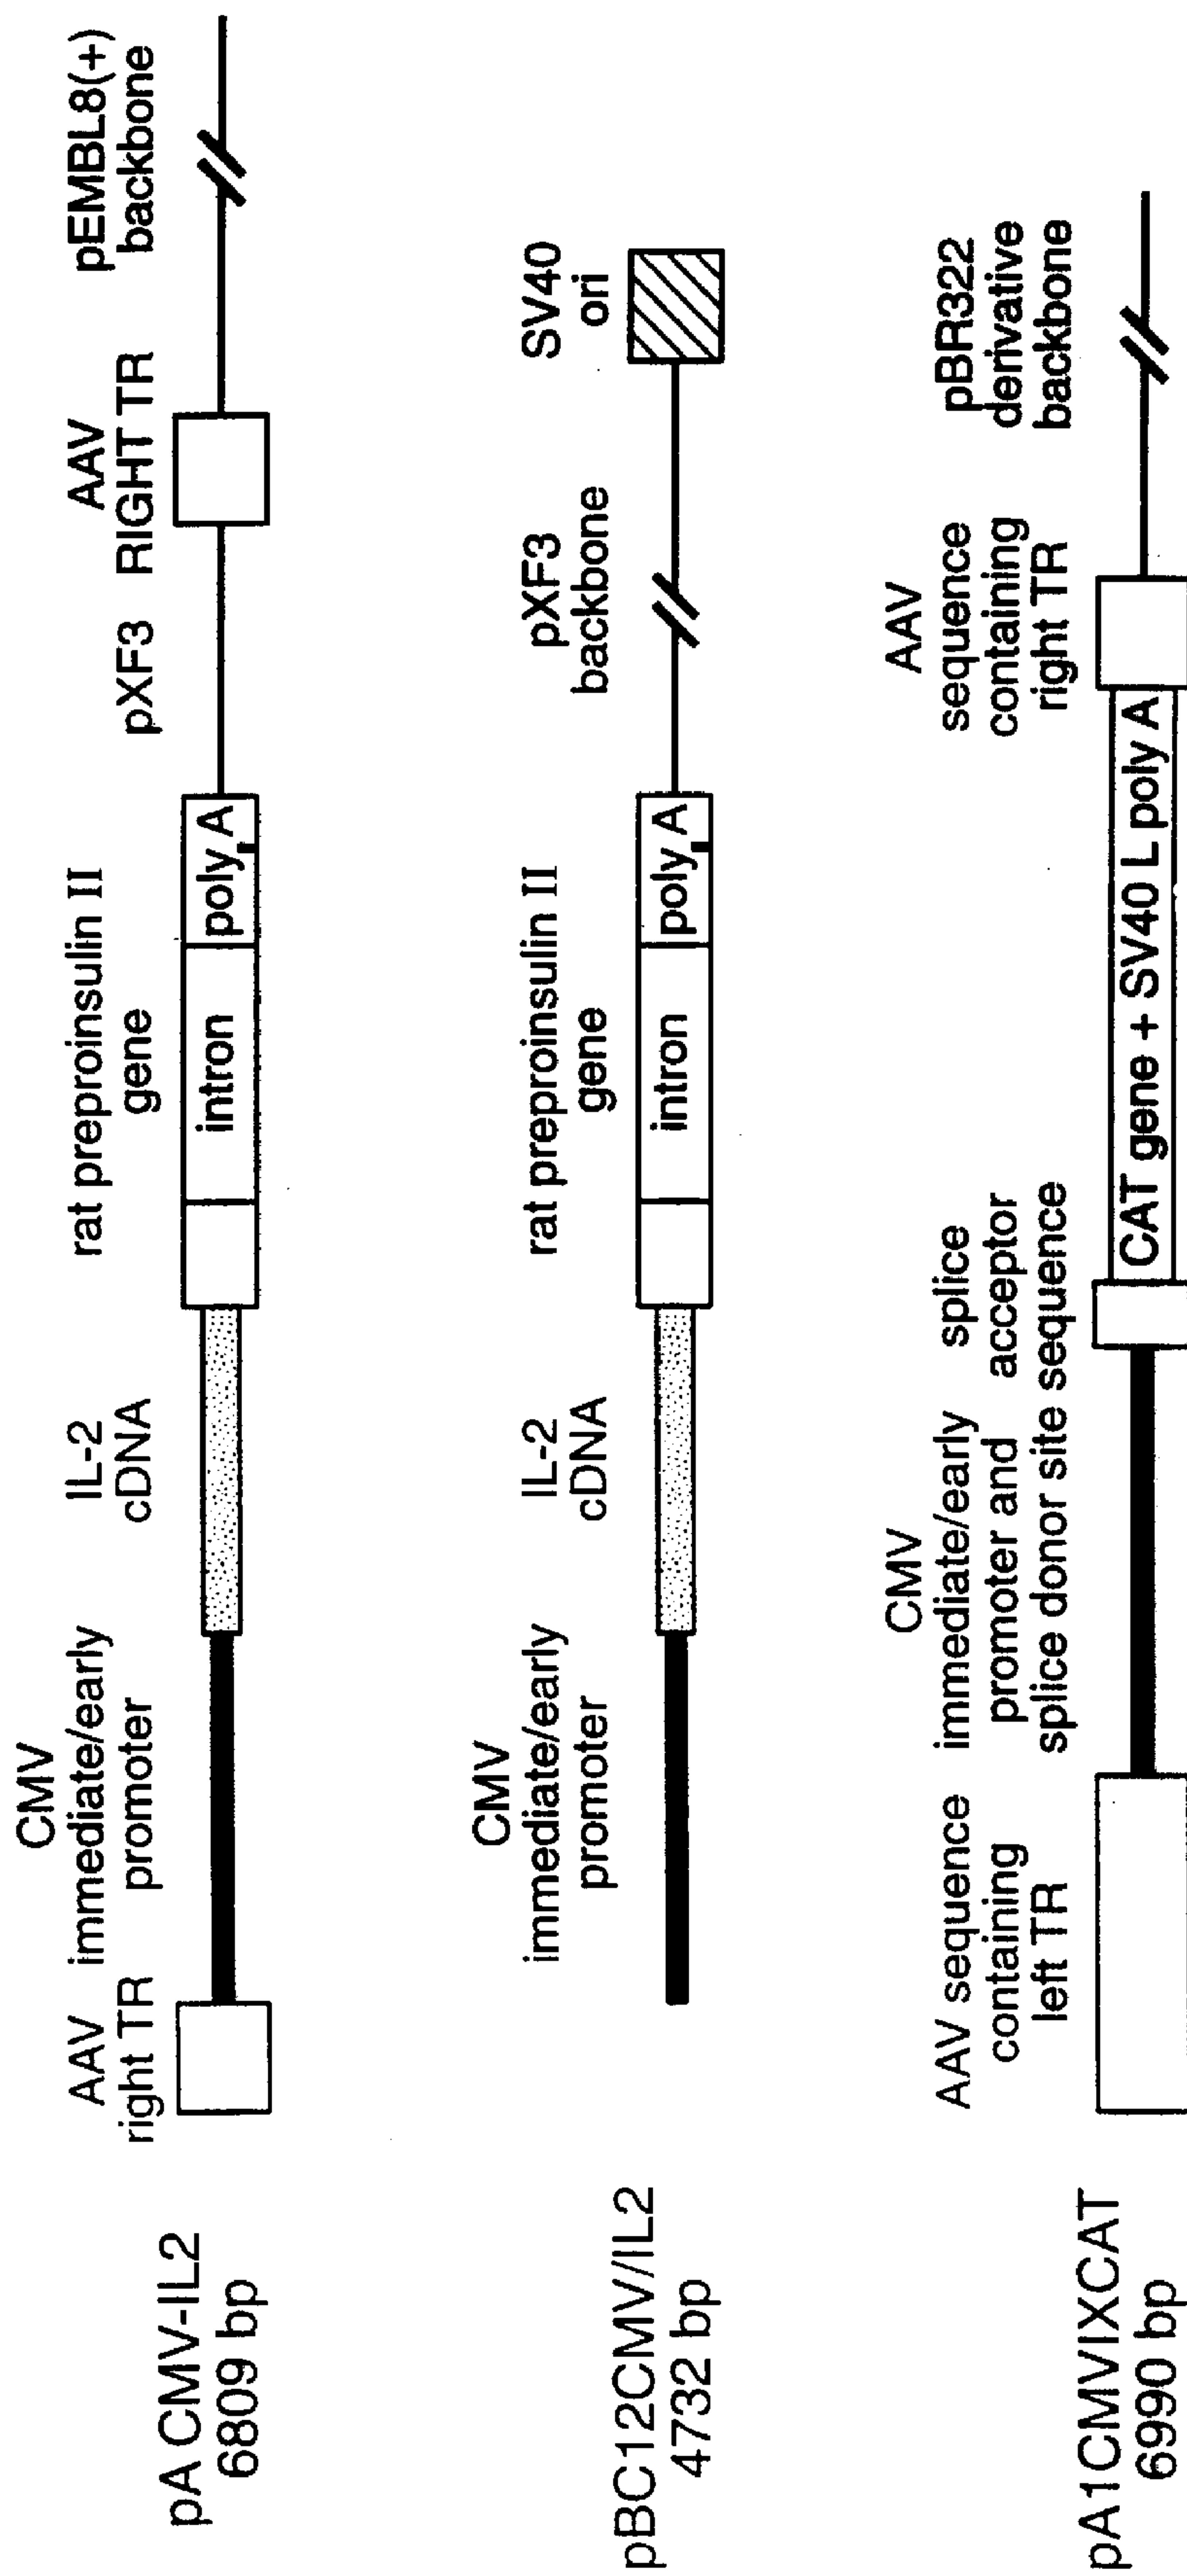 pA CMV-IL2
6809 bp
AAV
right TR
CMV
immediate/early
promoter
IL-2
cDNA
rat preproinsulin II
gene
intron
poly A
pXF3
AAV
RIGHT TR
pEMBL8(+)
backbone
pBC12CMV/IL2
4732 bp
CMV
immediate/early
promoter
IL-2
cDNA
rat preproinsulin II
gene
intron
poly A
pXF3
backbone
SV40
ori
pA1CMVIXCAT
6990 bp
AAV sequence
containing
left TR
CMV
immediate/early
promoter and
splice donor site
splice
acceptor
sequence
CAT gene + SV40 L poly A
AAV
sequence
containing
right TR
pBR322
derivative
backbone